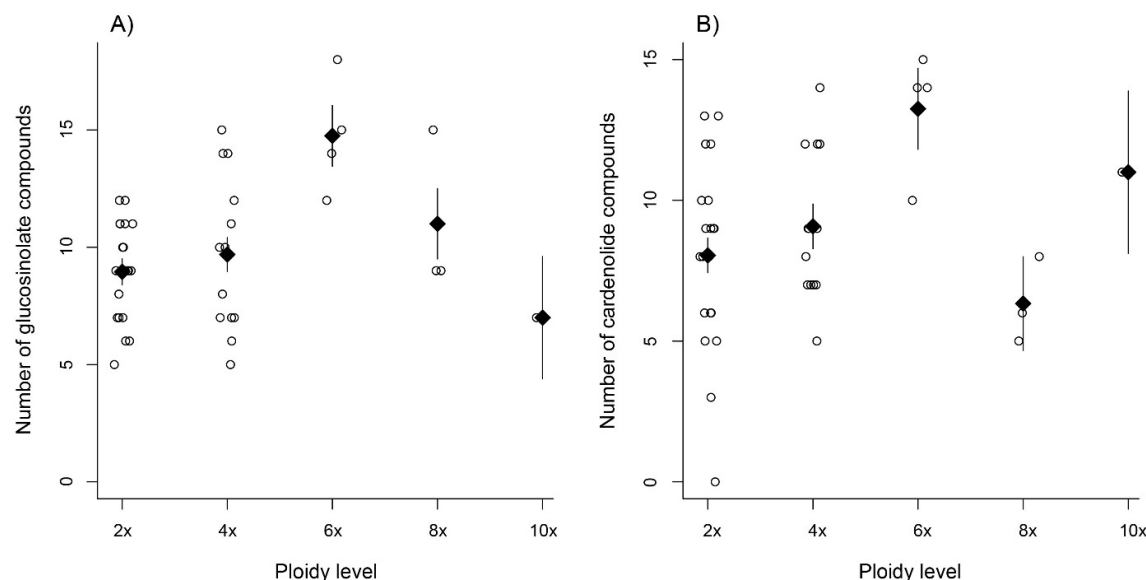 A)
Number of glucosinolate compounds
15
10
5
0
2x 4x 6x 8x 10x
Ploidy level
B)
Number of cardenolide compounds
15
10
5
0
2x 4x 6x 8x 10x
Ploidy level